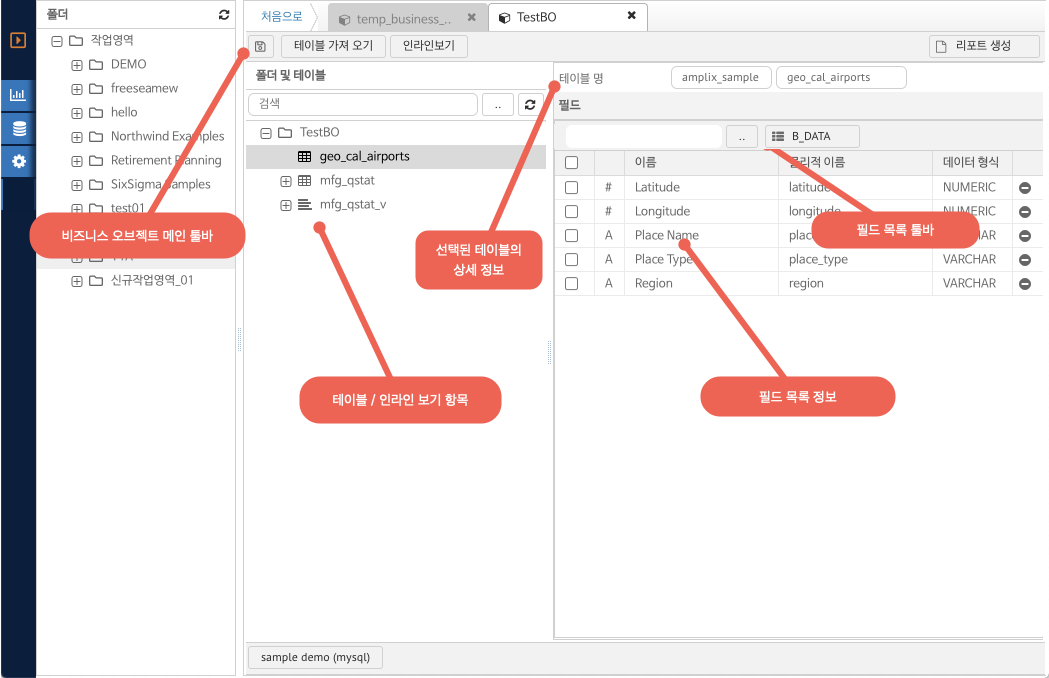 폴더
처음으로
temp_business_..
TestBO
작업영역
DEMO
freeseamew
hello
Northwind Examples
Retirement Planning
SixSigma Samples
test01
신규작업영역_01
테이블 가져 오기
인라인보기
리포트 생성
폴더 및 테이블
검색
..
TestBO
geo_cal_airports
mfg_qstat
mfg_qstat_v
테이블 명
amplix_sample
geo_cal_airports
필드
..
B_DATA
이름
물리적 이름
데이터 형식
# Latitude latitude NUMERIC
# Longitude longitude NUMERIC
A Place Name plac AR
A Place Type place_type VARCHAR
A Region region VARCHAR
비즈니스 오브젝트 메인 툴바
선택된 테이블의
상세 정보
필드 목록 툴바
테이블 / 인라인 보기 항목
필드 목록 정보
sample demo (mysql)